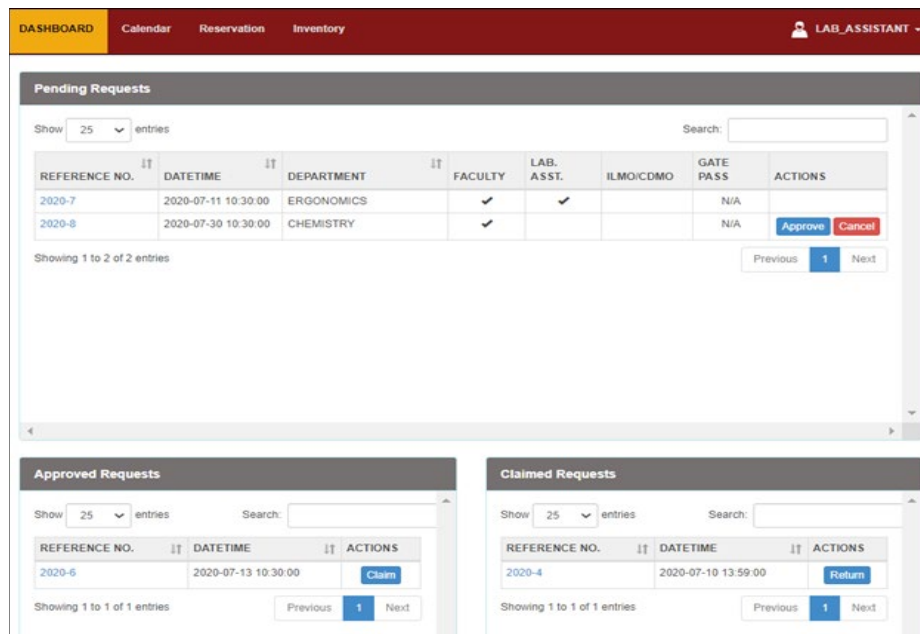 DASHBOARD Calendar Reservation Inventory LAB_ASSISTANT
Pending Requests
Show 25 entries Search:
REFERENCE NO. DATETIME DEPARTMENT FACULTY LAB. ASST. ILMO/CDMO GATE PASS ACTIONS
2020-7 2020-07-11 10:30:00 ERGONOMICS N/A
2020-8 2020-07-30 10:30:00 CHEMISTRY N/A Approve Cancel
Showing 1 to 2 of 2 entries Previous 1 Next
Approved Requests
Show 25 entries Search:
REFERENCE NO. DATETIME ACTIONS
2020-6 2020-07-13 10:30:00 Claim
Showing 1 to 1 of 1 entries Previous 1 Next
Claimed Requests
Show 25 entries Search:
REFERENCE NO. DATETIME ACTIONS
2020-4 2020-07-10 13:59:00 Return
Showing 1 to 1 of 1 entries Previous 1 Next